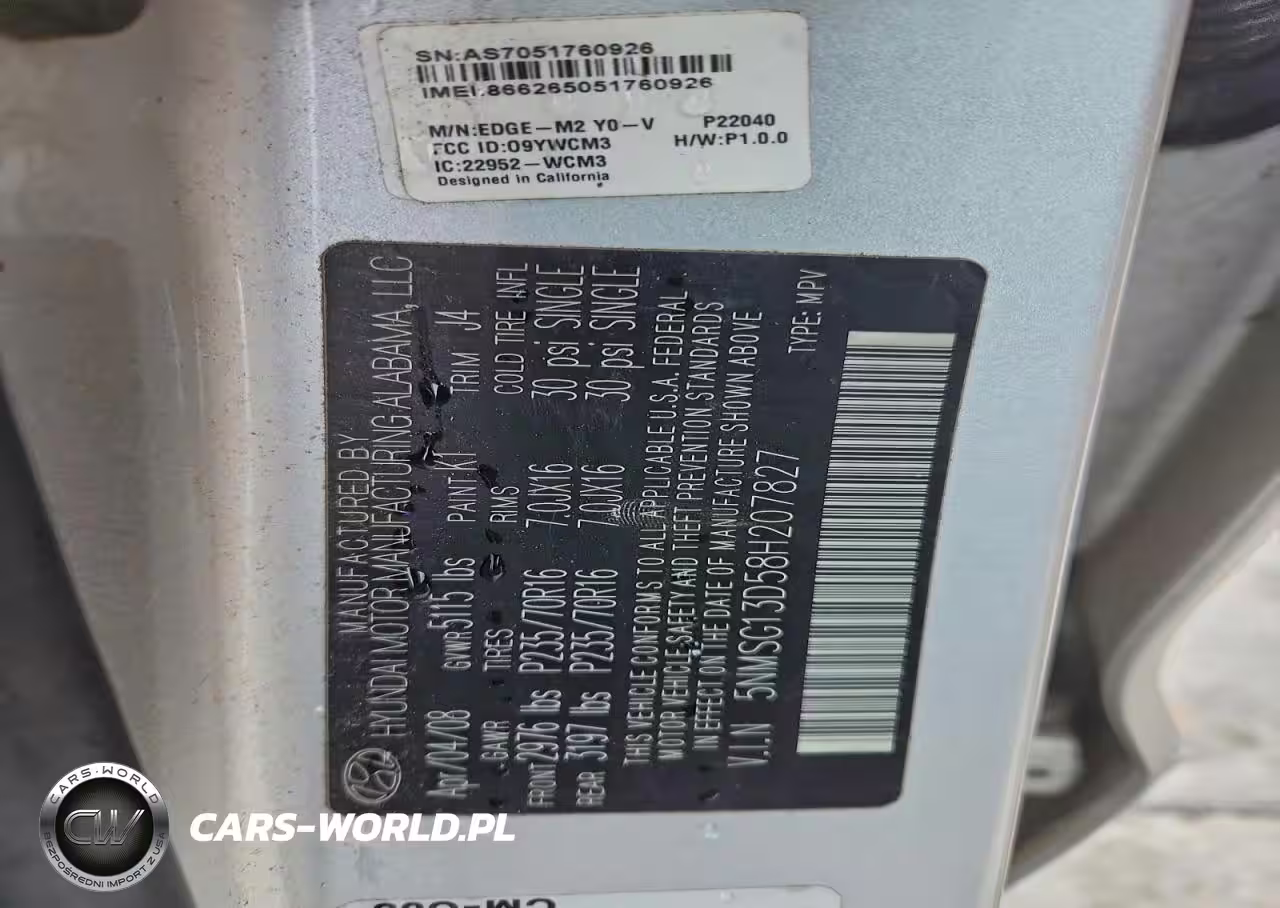 SN:AS7051760926
IMEI:866265051760926
M/N:EDGE-M2 Y0-V P22040
FCC ID:O9YWCM3 H/W:P1.0.0
IC:22952-WCM3
Designed in California
MANUFACTURED BY
HYUNDAI MOTOR MANUFACTURING ALABAMA, LLC
Apr/04/08 GVWR 5115 lbs PAINT:K1 TRIM J4
GAWR TIRES RIMS COLD TIRE INFL
FRONT 2976 lbs P235/70R16 7.0JX16 30 psi SINGLE
REAR 3197 lbs P235/70R16 7.0JX16 30 psi SINGLE
THIS VEHICLE CONFORMS TO ALL APPLICABLE U.S.A. FEDERAL
MOTOR VEHICLE SAFETY AND THEFT PREVENTION STANDARDS
IN EFFECT ON THE DATE OF MANUFACTURE SHOWN ABOVE
V.I.N 5NMSG13D58H207827 TYPE: MPV
CARS-WORLD
CW
BEZPOŚREDNI IMPORT Z USA
CARS-WORLD.PL